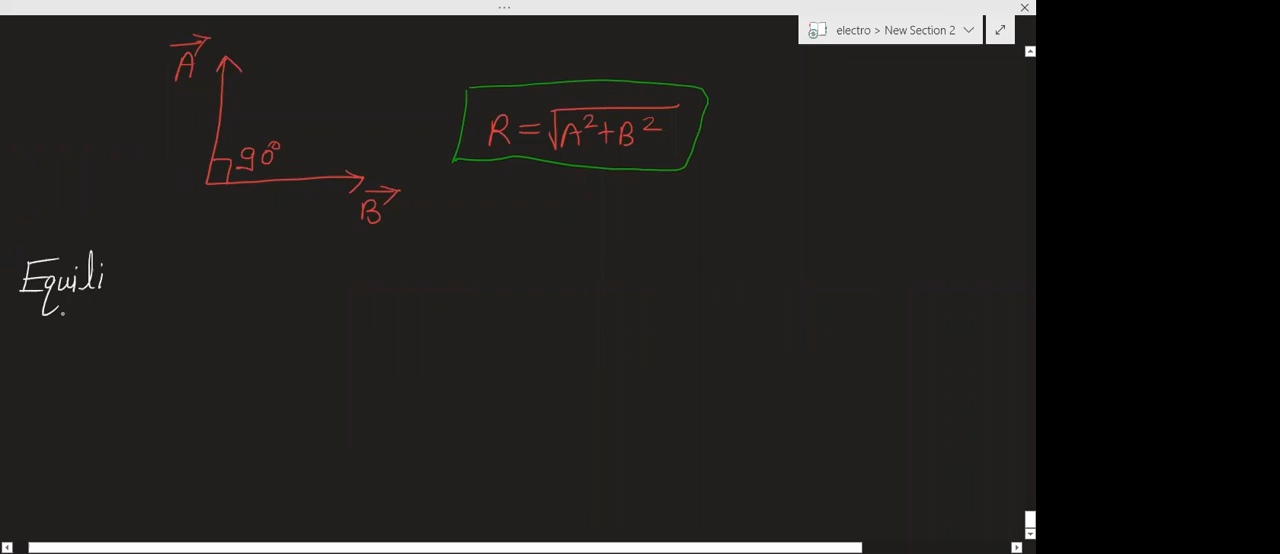 electro > New Section 2
A
90°
B
R = √A²+B²
Equili